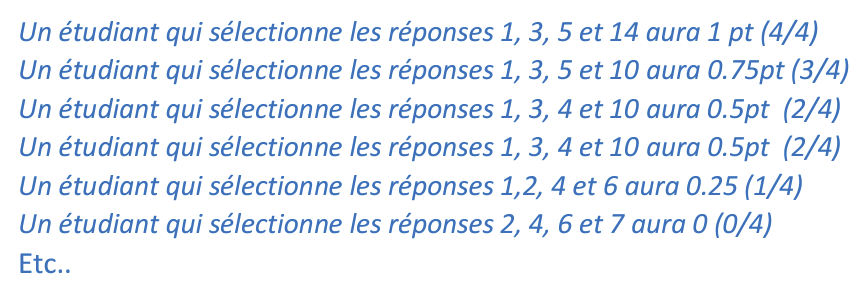 Un étudiant qui sélectionne les réponses 1, 3, 5 et 14 aura 1 pt (4/4)
Un étudiant qui sélectionne les réponses 1, 3, 5 et 10 aura 0.75pt (3/4)
Un étudiant qui sélectionne les réponses 1, 3, 4 et 10 aura 0.5pt  (2/4)
Un étudiant qui sélectionne les réponses 1, 3, 4 et 10 aura 0.5pt  (2/4)
Un étudiant qui sélectionne les réponses 1,2, 4 et 6 aura 0.25 (1/4)
Un étudiant qui sélectionne les réponses 2, 4, 6 et 7 aura 0 (0/4)
Etc..